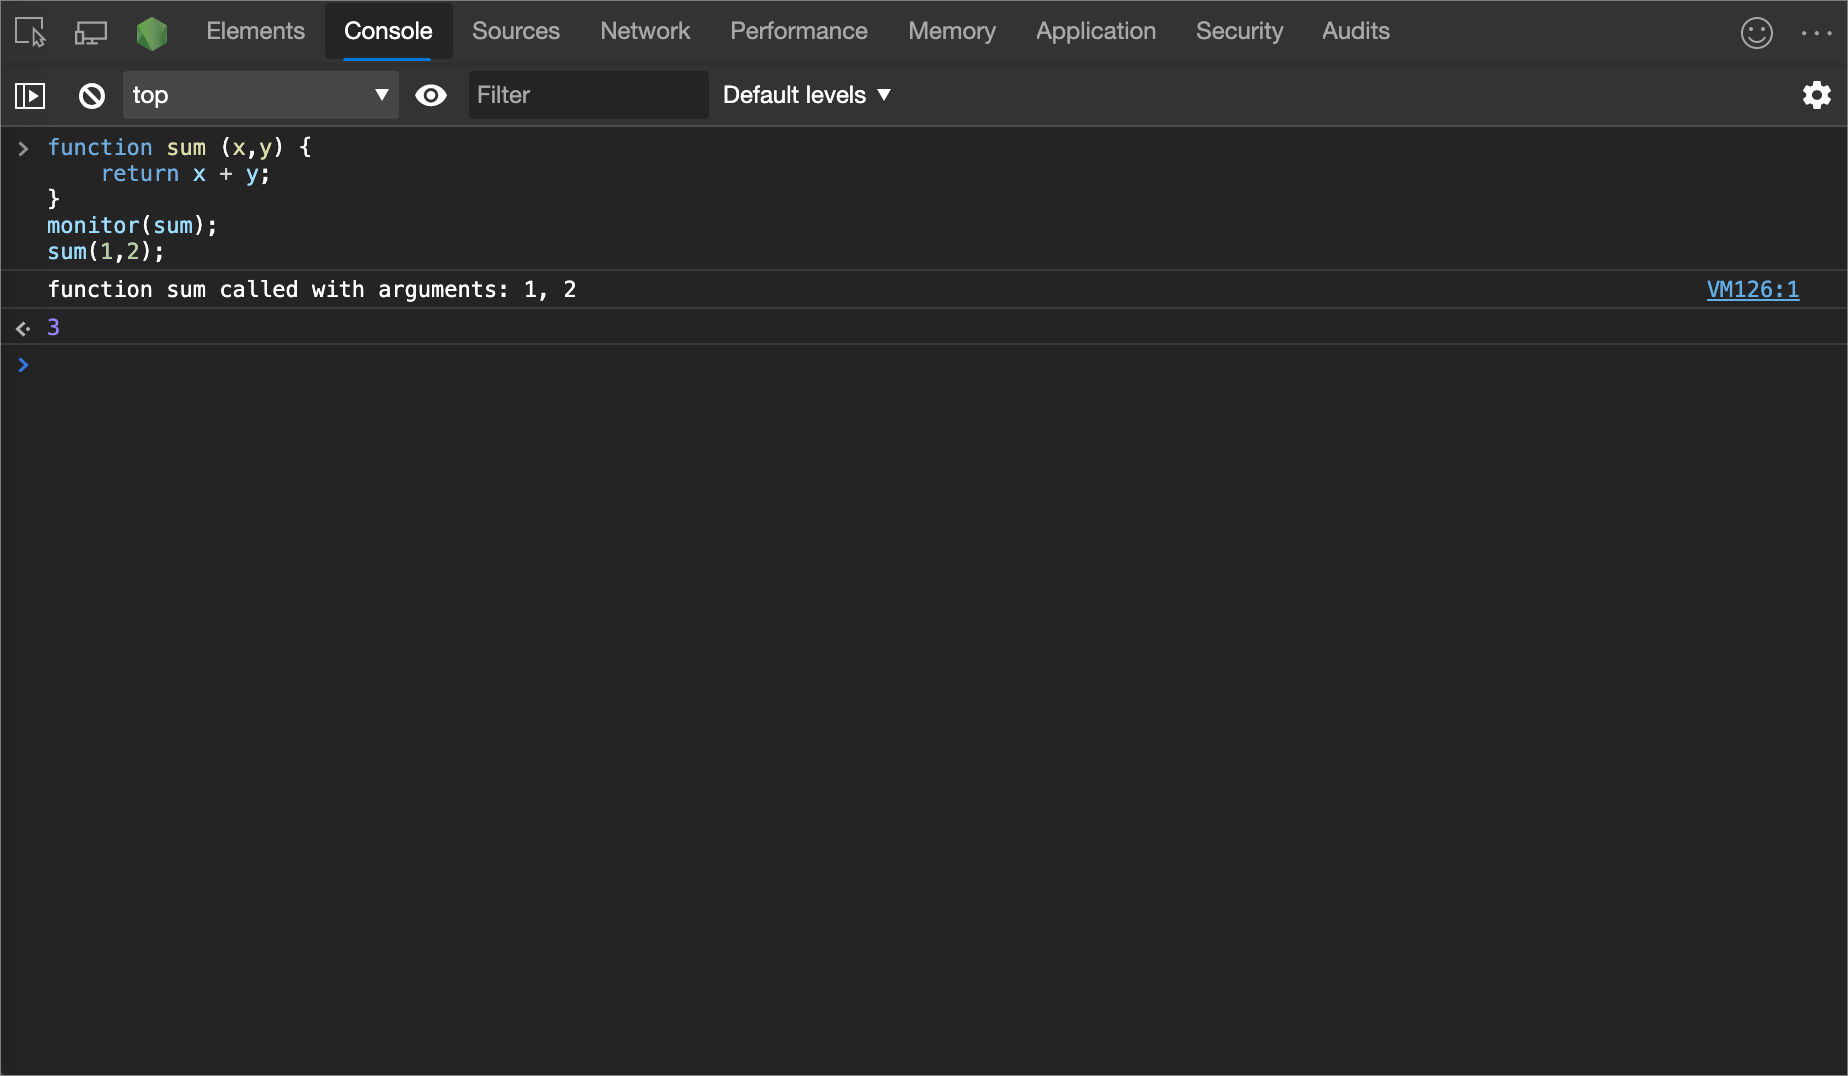 Elements Console Sources Network Performance Memory Application Security Audits
top Filter Default levels
function sum (x,y) {
    return x + y;
}
monitor(sum);
sum(1,2);
function sum called with arguments: 1, 2 VM126:1
3